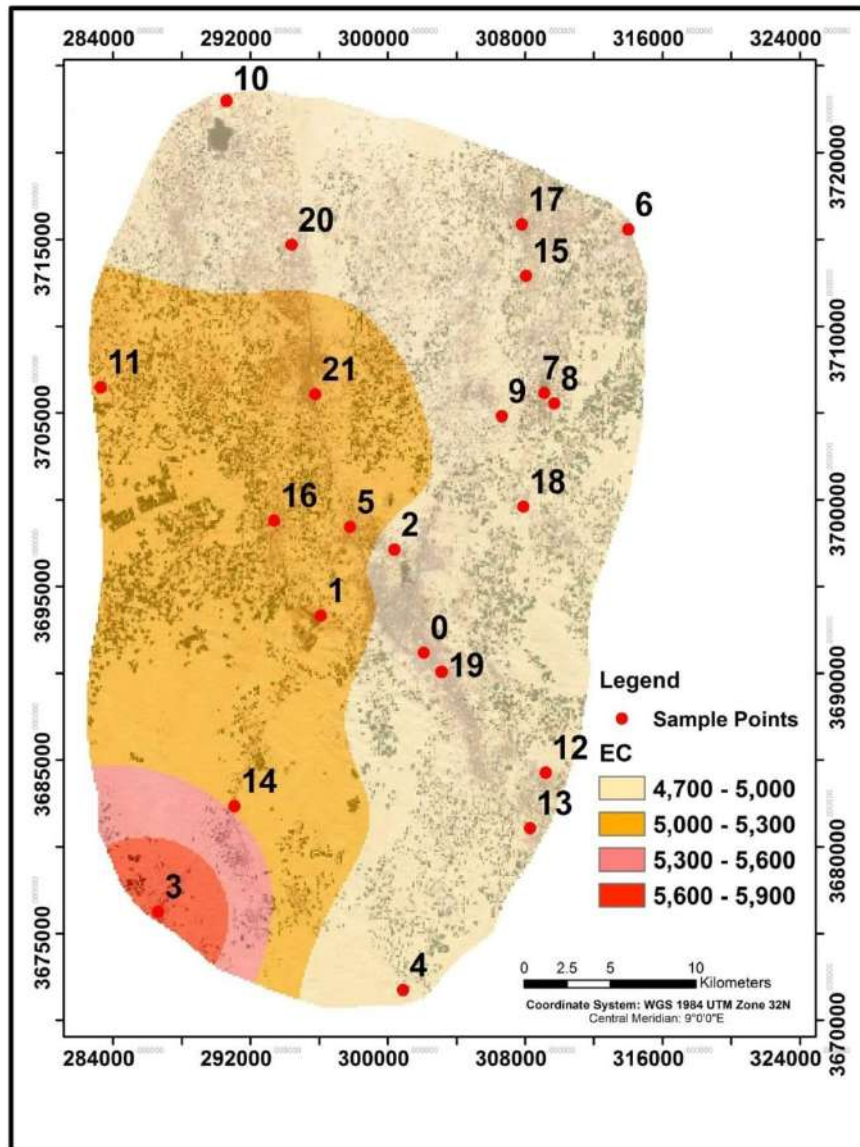 284000 292000 300000 308000 316000 324000
10
3720000
17
6
20
3715000
15
3710000
11
21
7
8
9
3705000
16
5
18
3700000
2
1
3695000
0
19
3690000
Legend
Sample Points
EC
4,700 - 5,000
5,000 - 5,300
5,300 - 5,600
5,600 - 5,900
12
3685000
14
13
3680000
3
3675000
4
0 2.5 5 10
Kilometers
Coordinate System: WGS 1984 UTM Zone 32N
Central Meridian: 9°0'0"E
3670000
284000 292000 300000 308000 316000 324000